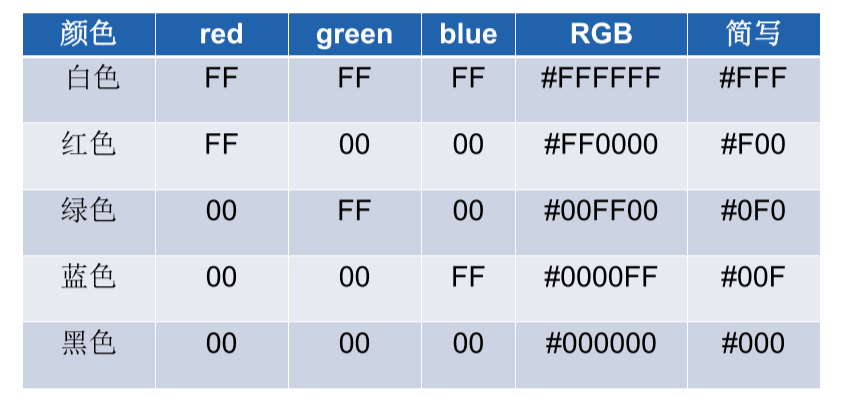 颜色 red green blue RGB 简写
白色 FF FF FF #FFFFFF #FFF
红色 FF 00 00 #FF0000 #F00
绿色 00 FF 00 #00FF00 #0F0
蓝色 00 00 FF #0000FF #00F
黑色 00 00 00 #000000 #000